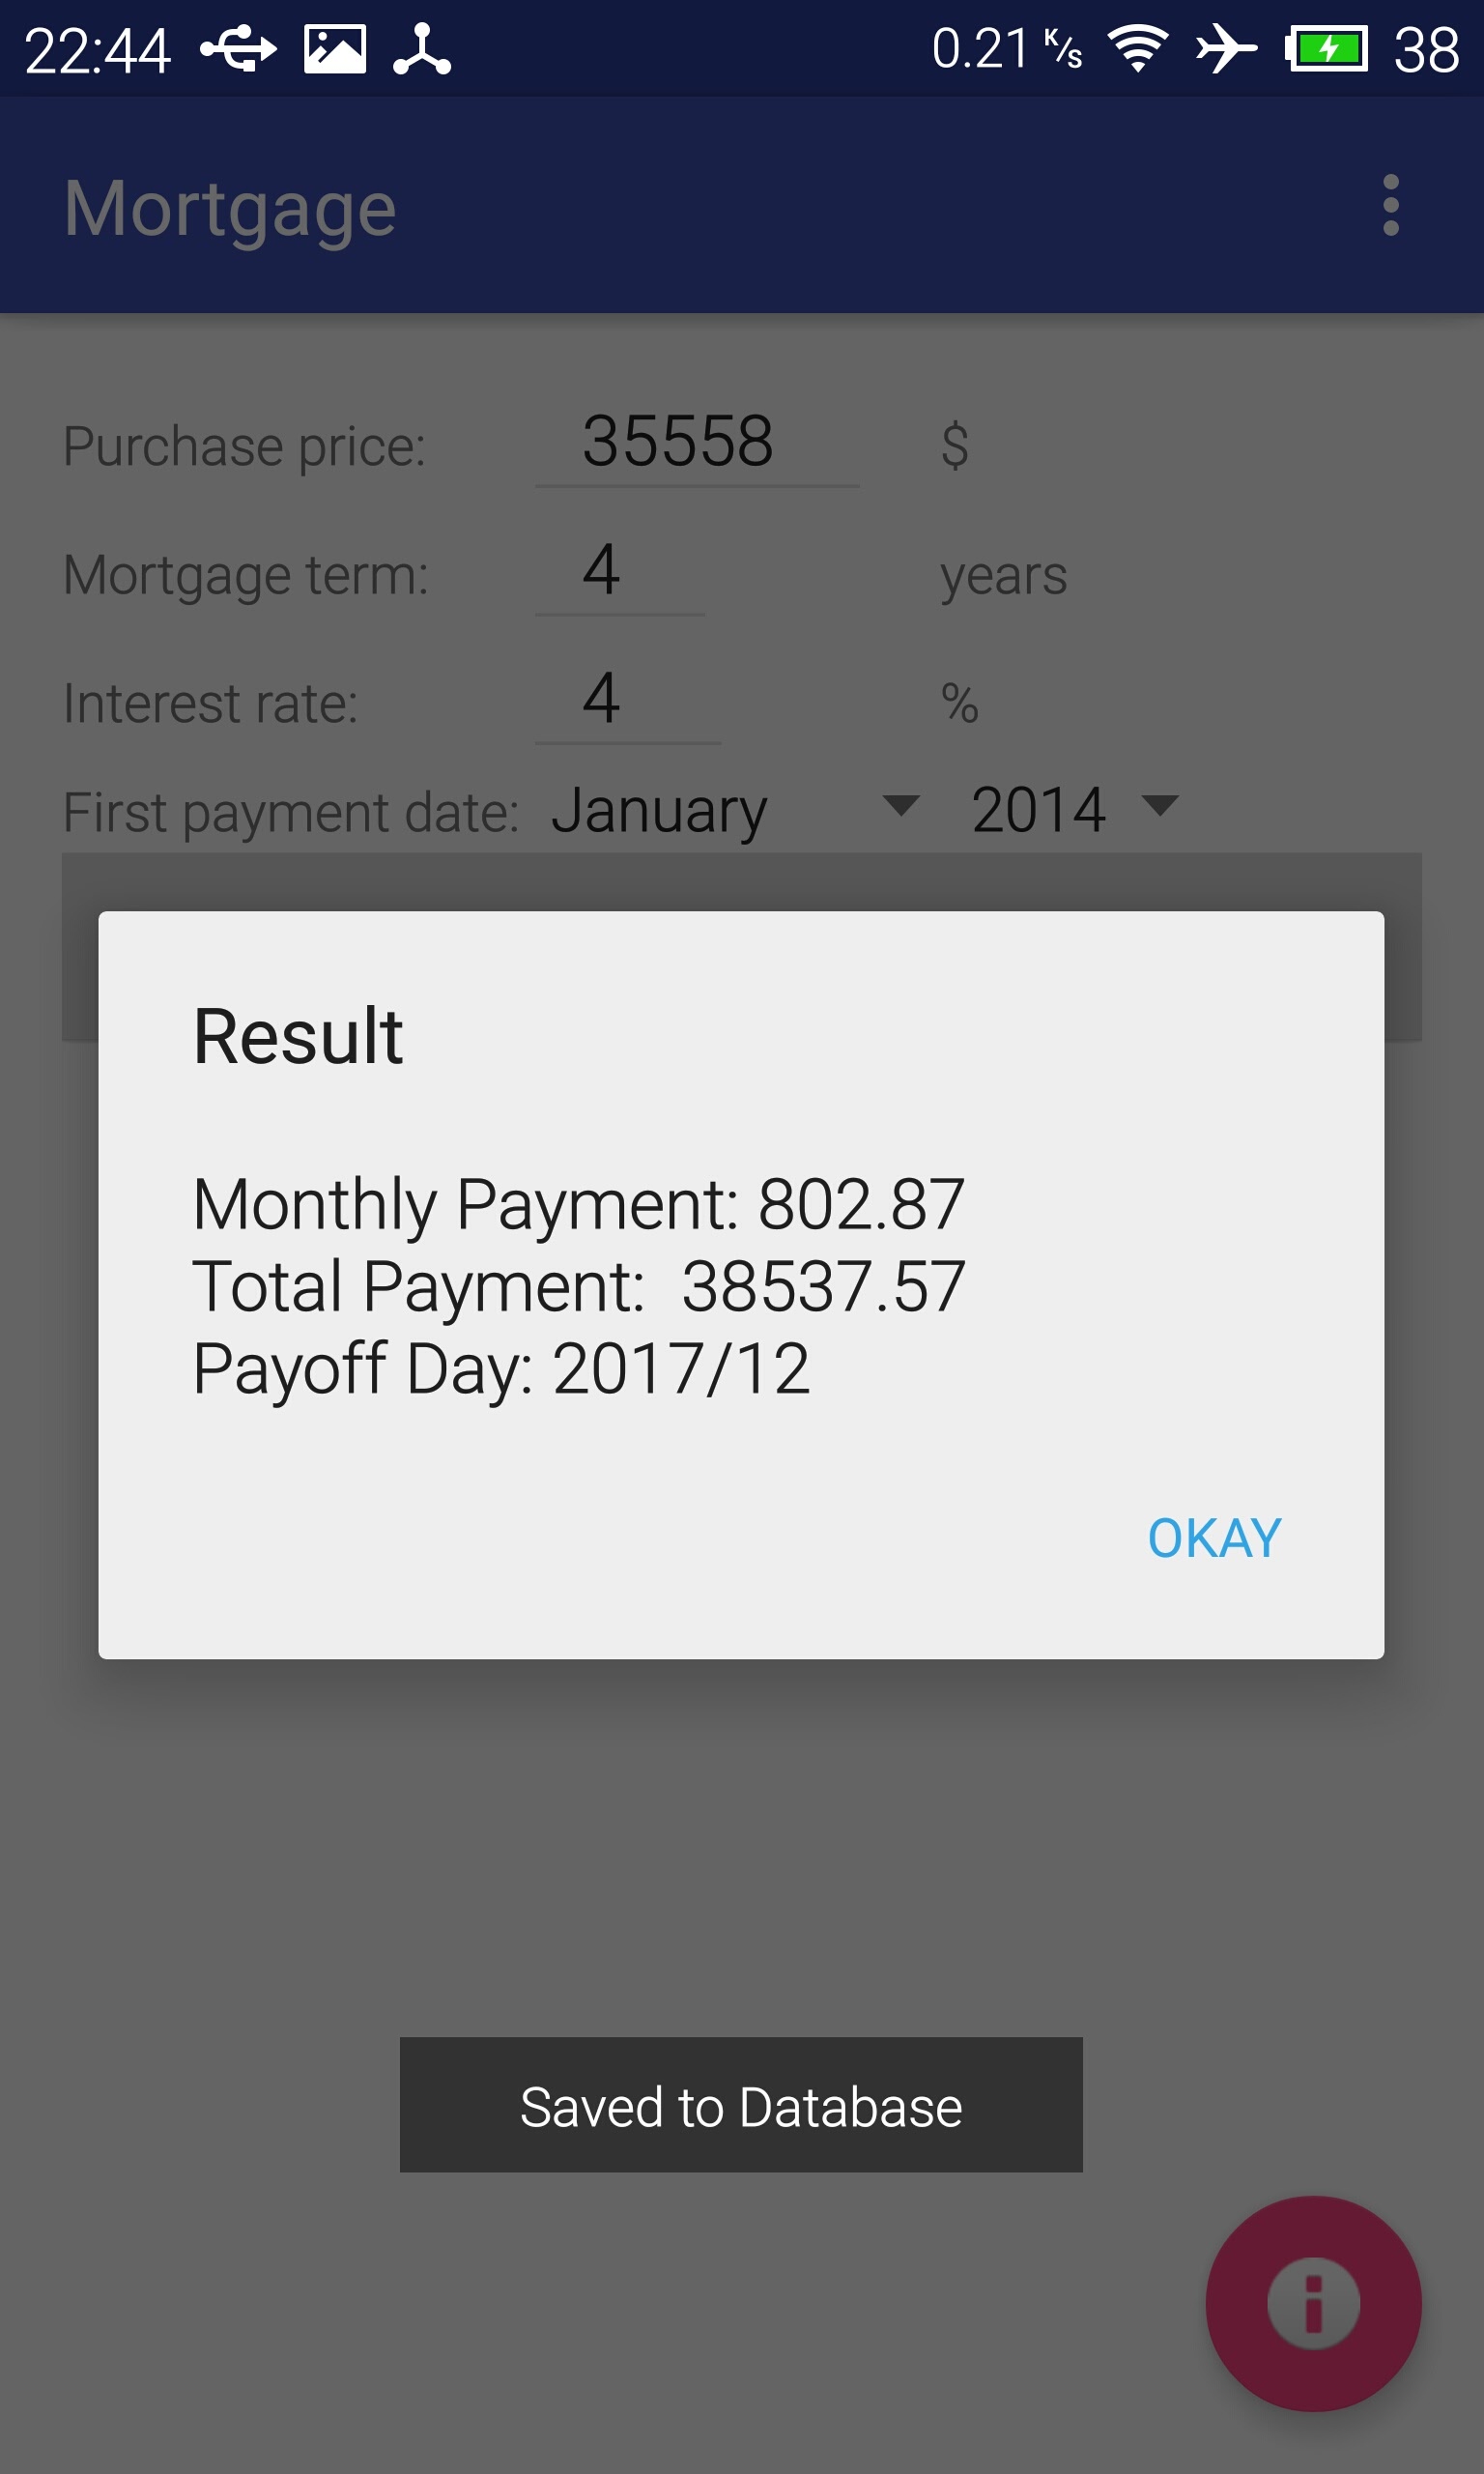 22:44 0.21 K/s 38
Mortgage
Purchase price: 35558 $
Mortgage term: 4 years
Interest rate: 4 %
First payment date: January 2014
Result
Monthly Payment: 802.87
Total Payment:  38537.57
Payoff Day: 2017/12
OKAY
Saved to Database